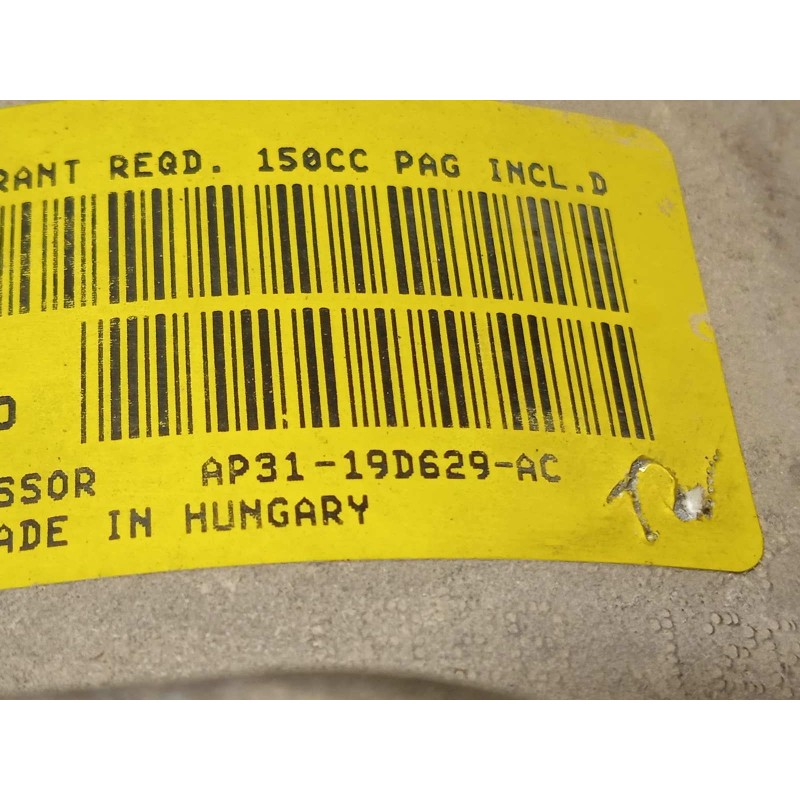 RANT REQD. 150CC PAG INCL.D
SSOR AP31-19D629-AC
ADE IN HUNGARY